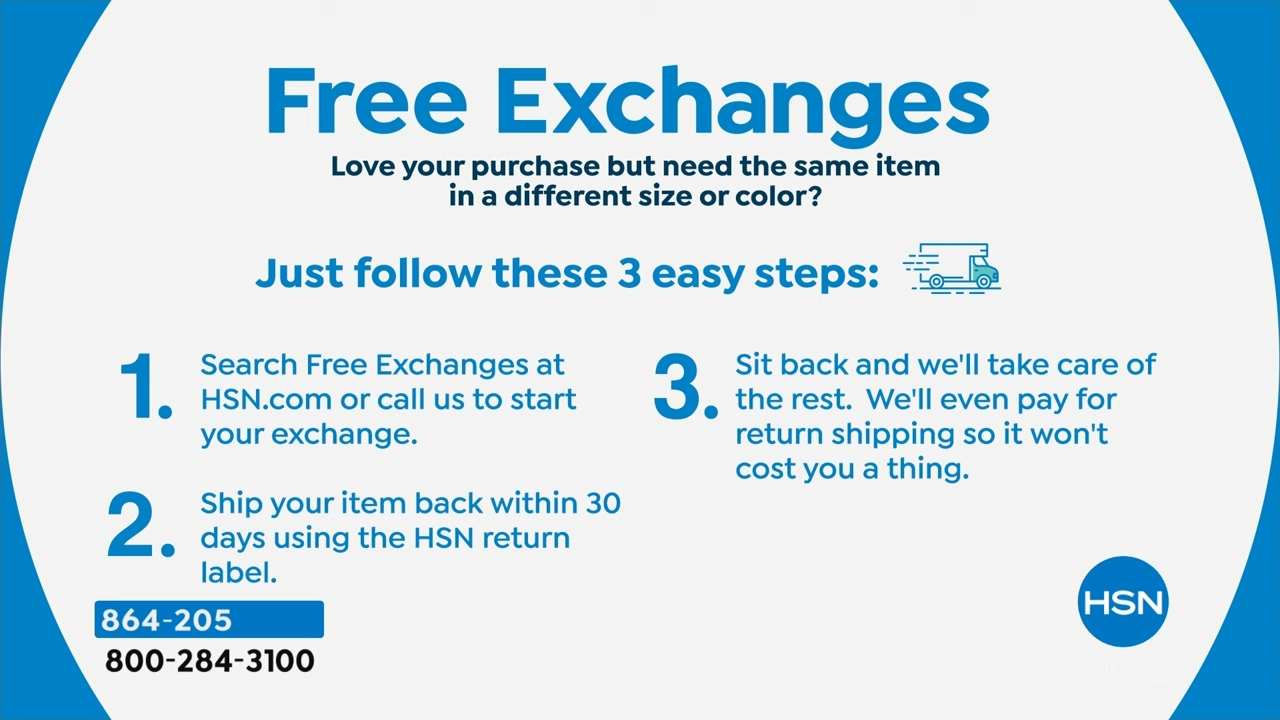 Free Exchanges
Love your purchase but need the same item
in a different size or color?
Just follow these 3 easy steps:
1. Search Free Exchanges at
HSN.com or call us to start
your exchange.
2. Ship your item back within 30
days using the HSN return
label.
3. Sit back and we'll take care of
the rest.  We'll even pay for
return shipping so it won't
cost you a thing.
864-205
800-284-3100
HSN